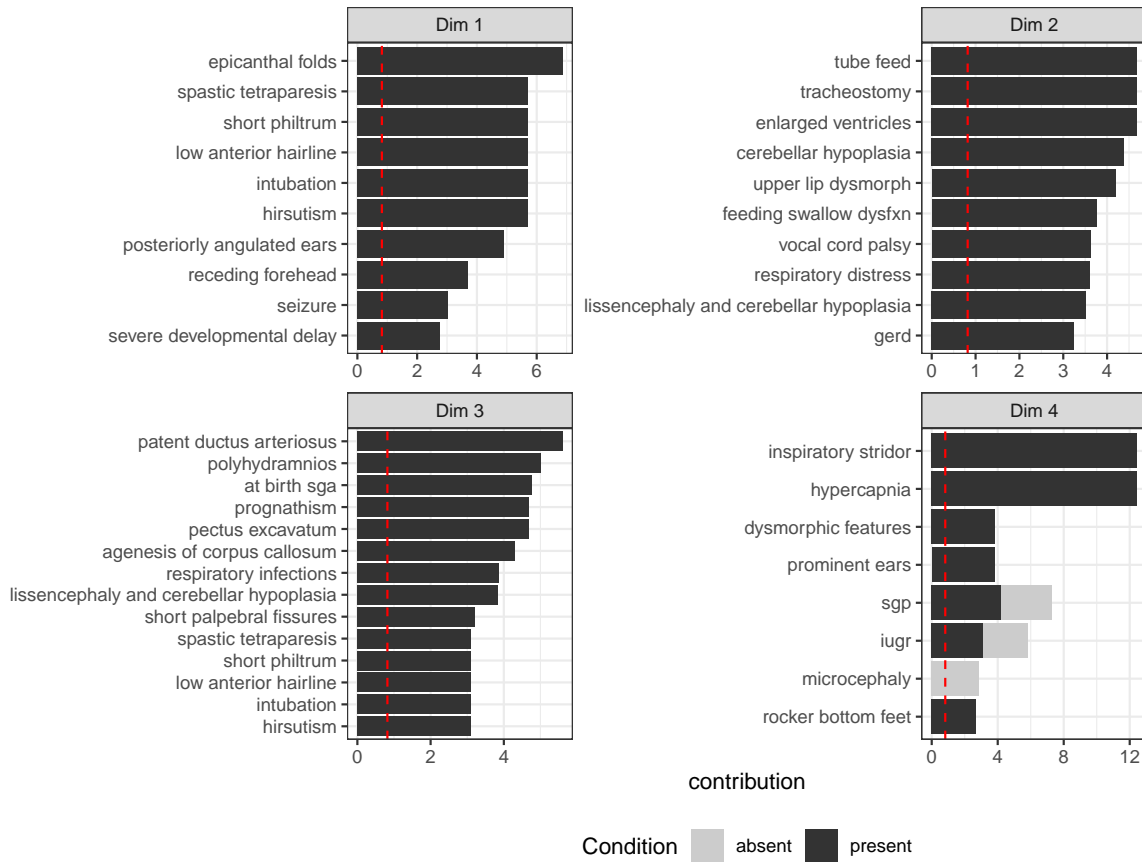 Dim 1
epicanthal folds
spastic tetraparesis
short philtrum
low anterior hairline
intubation
hirsutism
posteriorly angulated ears
receding forehead
seizure
severe developmental delay
0 2 4 6
Dim 2
tube feed
tracheostomy
enlarged ventricles
cerebellar hypoplasia
upper lip dysmorph
feeding swallow dysfxn
vocal cord palsy
respiratory distress
lissencephaly and cerebellar hypoplasia
gerd
0 1 2 3 4
Dim 3
patent ductus arteriosus
polyhydramnios
at birth sga
prognathism
pectus excavatum
agenesis of corpus callosum
respiratory infections
lissencephaly and cerebellar hypoplasia
short palpebral fissures
spastic tetraparesis
short philtrum
low anterior hairline
intubation
hirsutism
0 2 4
Dim 4
inspiratory stridor
hypercapnia
dysmorphic features
prominent ears
sgp
iugr
microcephaly
rocker bottom feet
0 4 8 12
contribution
Condition absent present